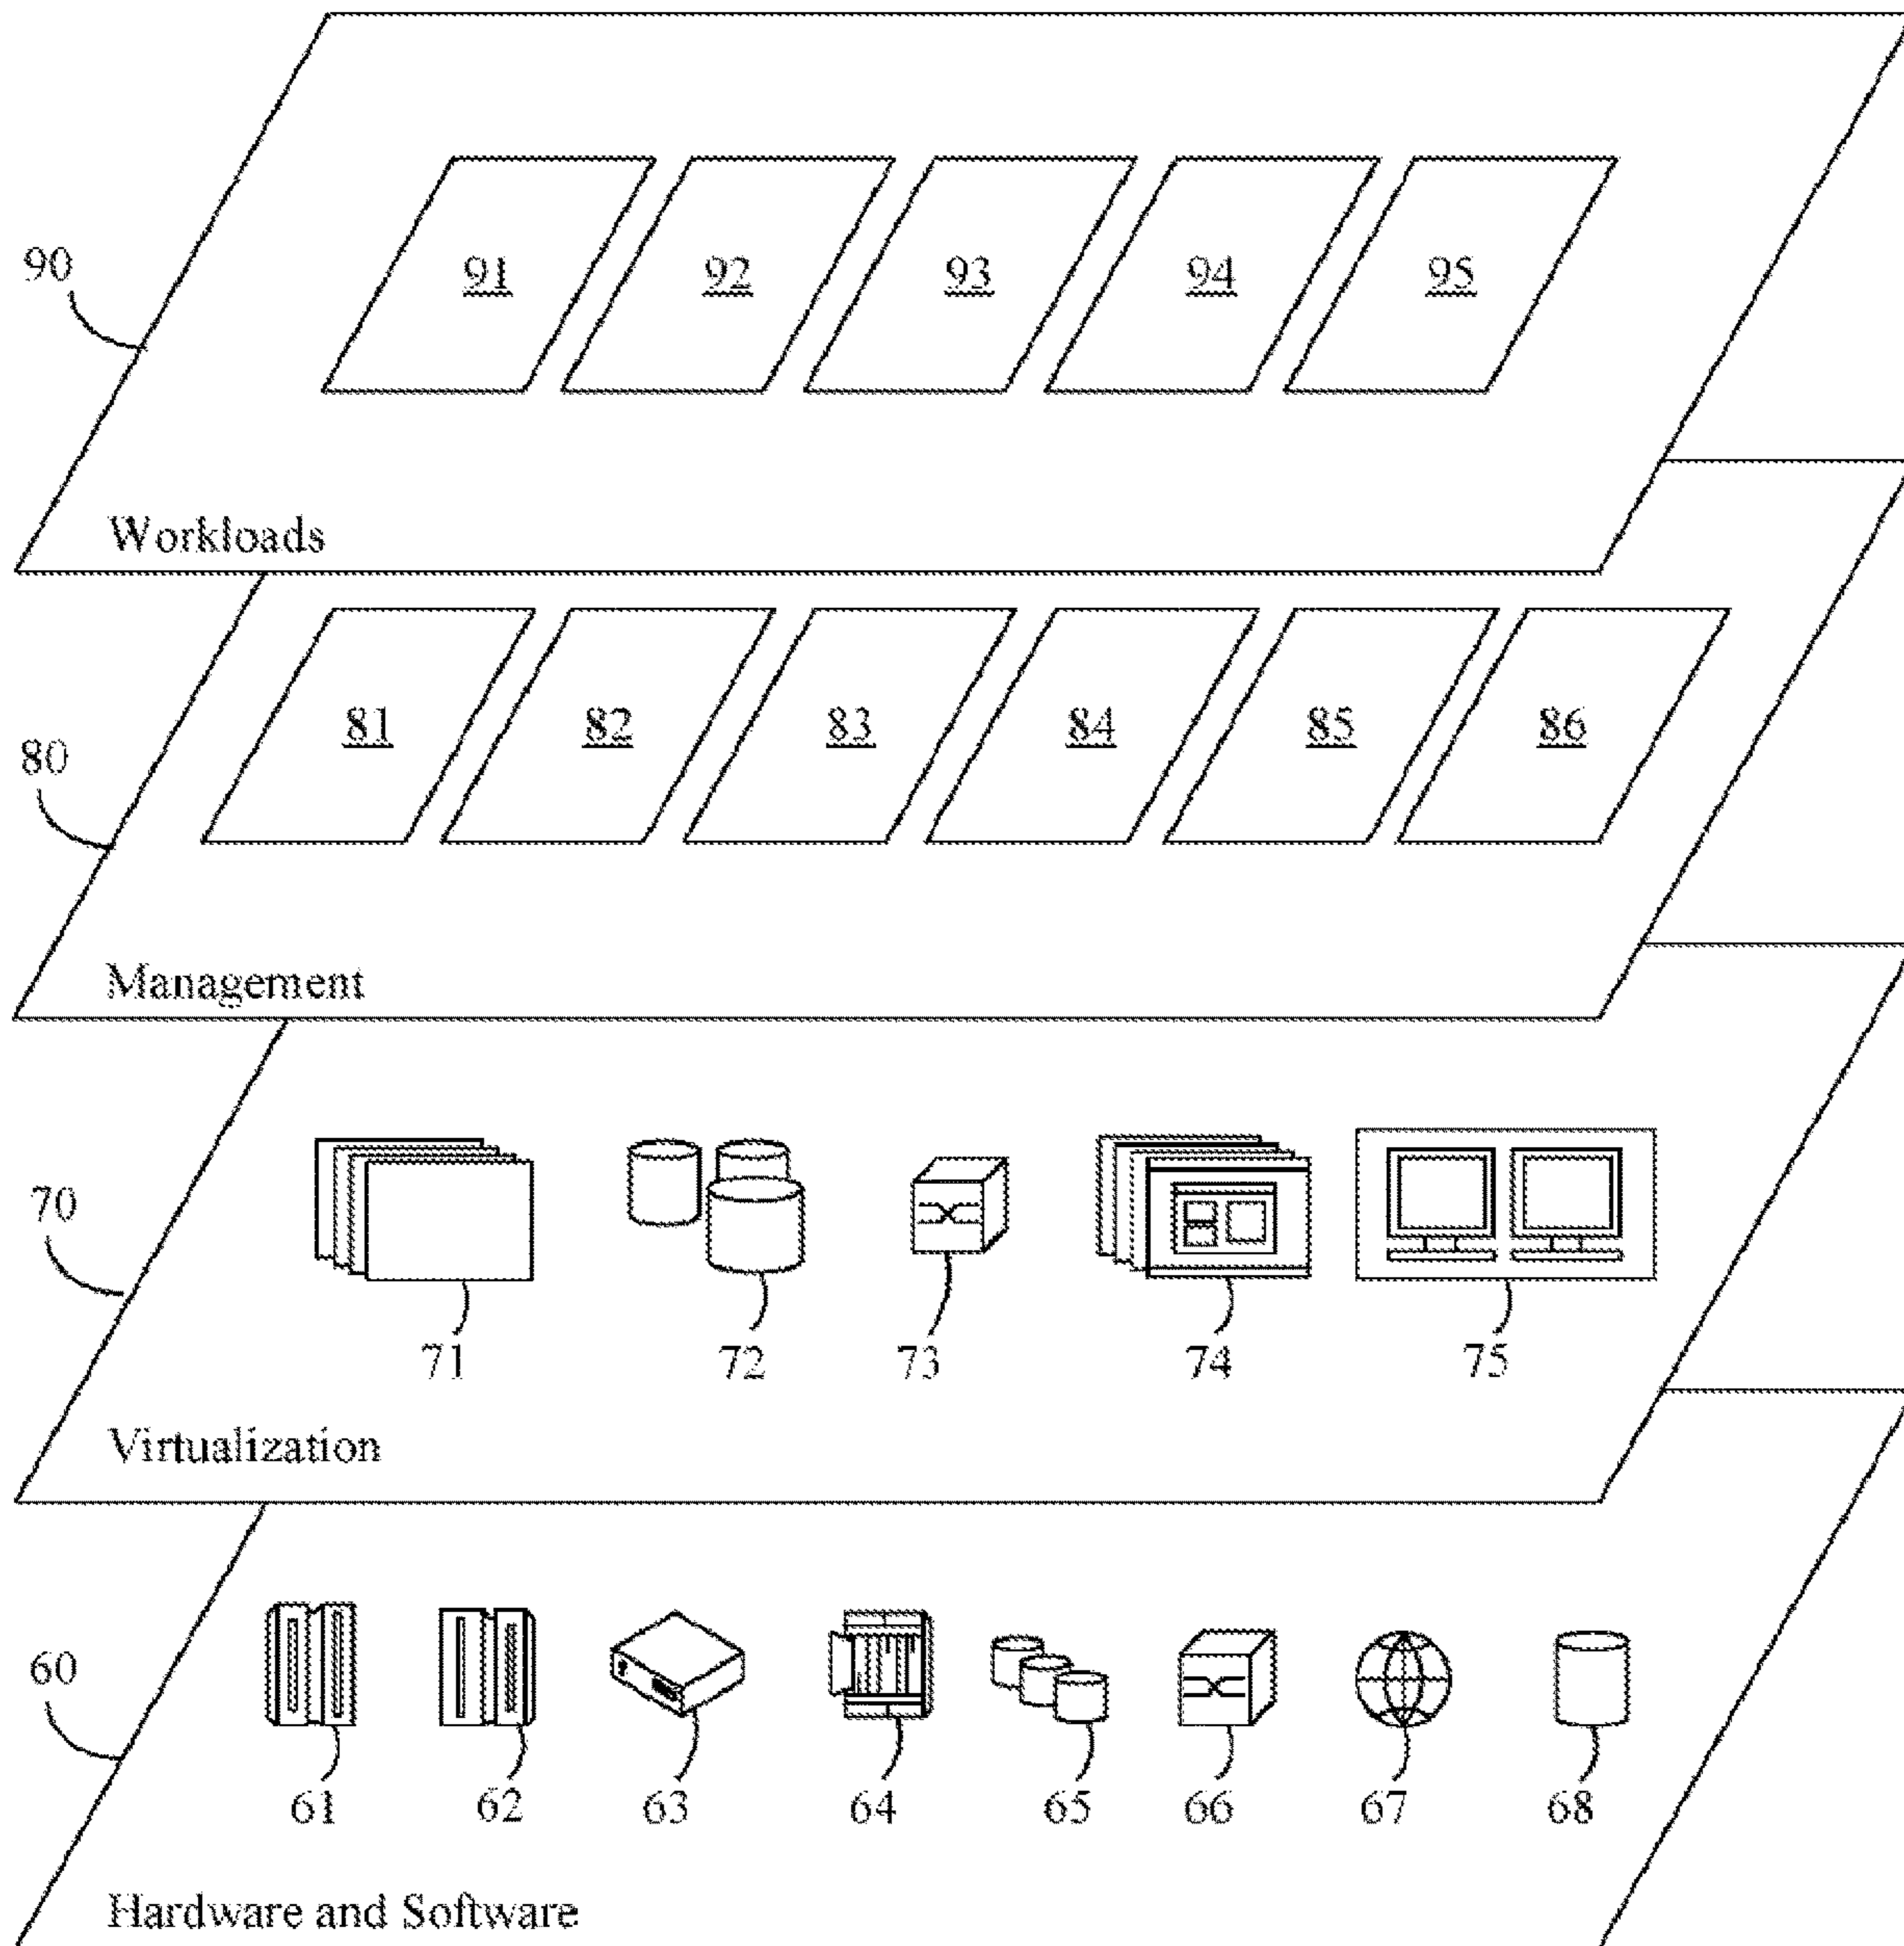 91 92 93 94 95
90
Workloads
81 82 83 84 85 86
80
Management
70
71 72 73 74 75
Virtualization
60
61 62 63 64 65 66 67 68
Hardware and Software